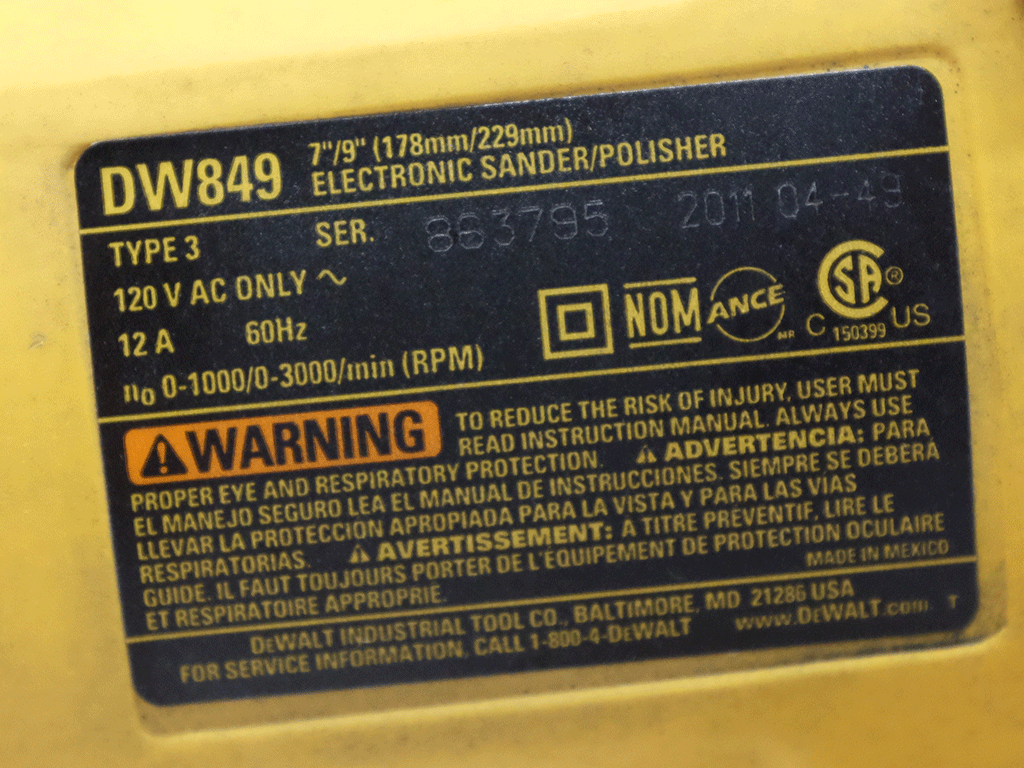 DW849 7"/9" (178mm/229mm)
ELECTRONIC SANDER/POLISHER
TYPE 3 SER. 863795 2011 04-49
120 V AC ONLY ~
12 A 60Hz
NOM ANCE MR
SA ® C 150399 US
n0 0-1000/0-3000/min (RPM)
⚠WARNING TO REDUCE THE RISK OF INJURY, USER MUST
READ INSTRUCTION MANUAL. ALWAYS USE
PROPER EYE AND RESPIRATORY PROTECTION. ⚠ ADVERTENCIA: PARA
EL MANEJO SEGURO LEA EL MANUAL DE INSTRUCCIONES. SIEMPRE SE DEBERÁ
LLEVAR LA PROTECCION APROPIADA PARA LA VISTA Y PARA LAS VÍAS
RESPIRATORIAS. ⚠ AVERTISSEMENT: A TITRE PRÉVENTIF, LIRE LE
GUIDE. IL FAUT TOUJOURS PORTER DE L'EQUIPEMENT DE PROTECTION OCULAIRE
ET RESPIRATOIRE APPROPRIE. MADE IN MEXICO
DEWALT INDUSTRIAL TOOL CO., BALTIMORE, MD 21286 USA
FOR SERVICE INFORMATION, CALL 1-800-4-DEWALT www.DEWALT.com T